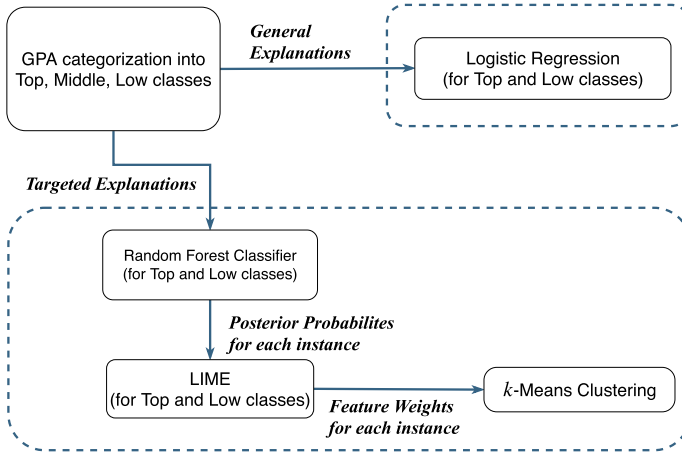 GPA categorization into
Top, Middle, Low classes
General
Explanations
Logistic Regression
(for Top and Low classes)
Targeted Explanations
Random Forest Classifier
(for Top and Low classes)
Posterior Probabilites
for each instance
LIME
(for Top and Low classes)
Feature Weights
for each instance
k-Means Clustering